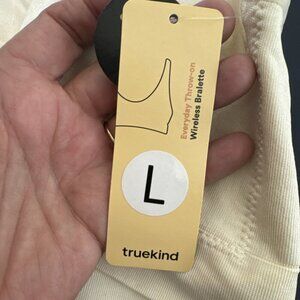 Everyday Throw-on
Wireless Bralette
L
truekind